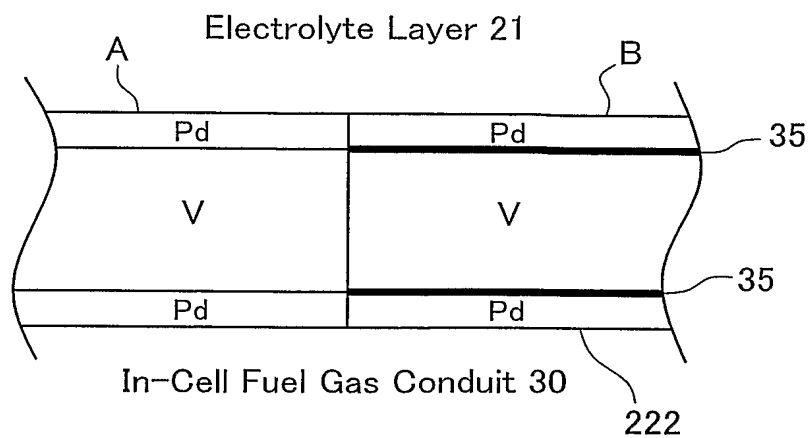 Electrolyte Layer 21
A B
Pd Pd
35
V V
35
Pd Pd
In-Cell Fuel Gas Conduit 30
222